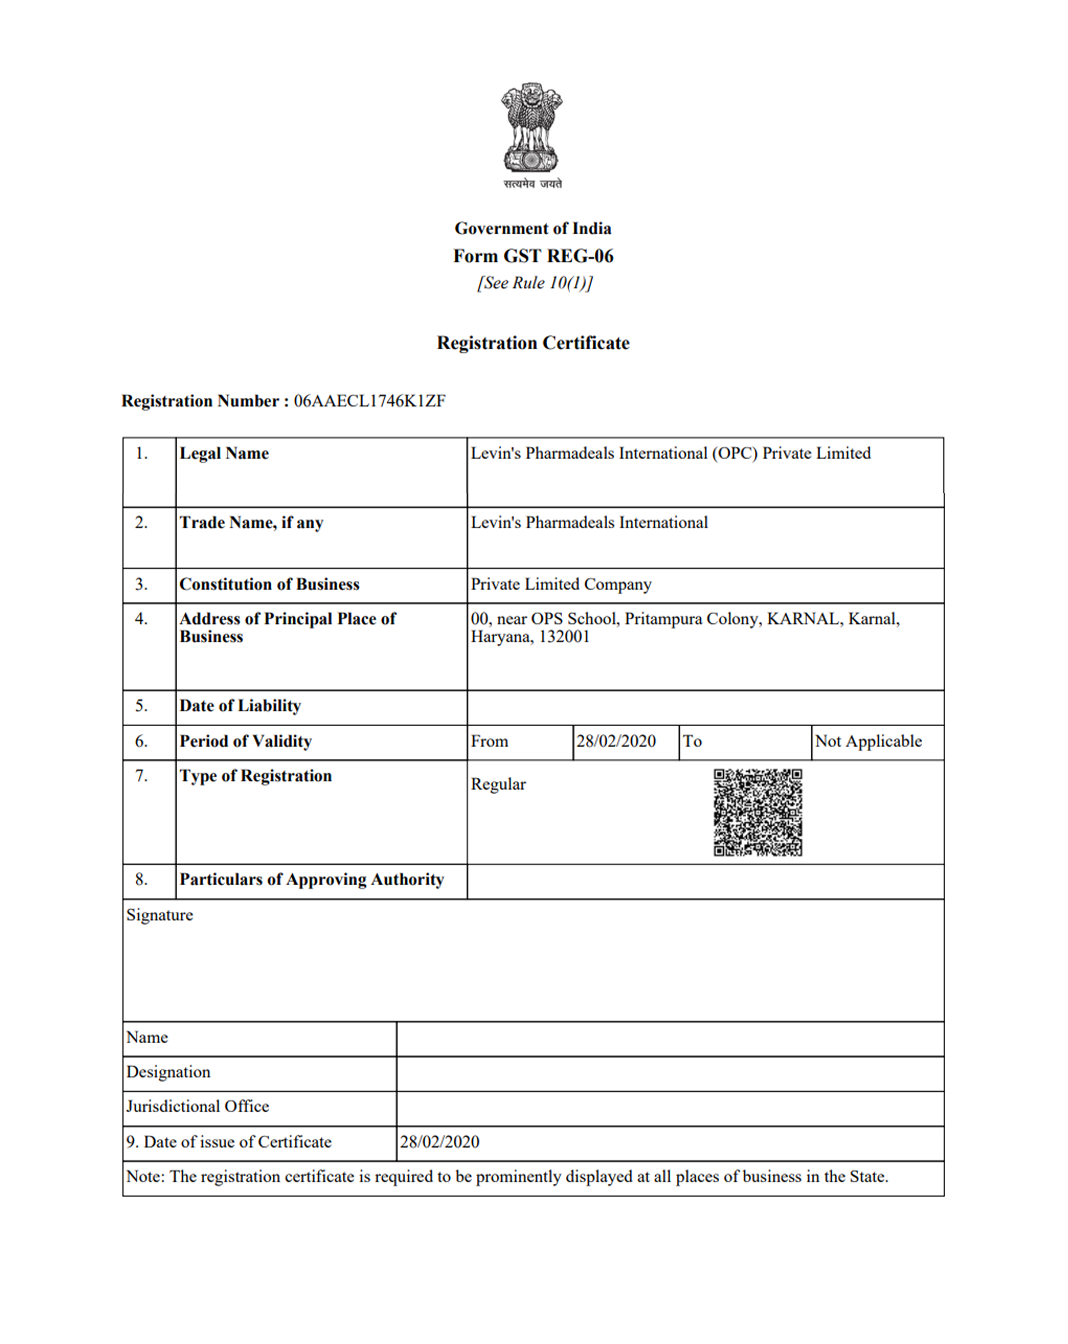 सत्यमेव जयते
Government of India
Form GST REG-06
[See Rule 10(1)]
Registration Certificate
Registration Number : 06AAECL1746K1ZF
1. Legal Name Levin's Pharmadeals International (OPC) Private Limited
2. Trade Name, if any Levin's Pharmadeals International
3. Constitution of Business Private Limited Company
4. Address of Principal Place of 00, near OPS School, Pritampura Colony, KARNAL, Karnal,
Business Haryana, 132001
5. Date of Liability
6. Period of Validity From 28/02/2020 To Not Applicable
7. Type of Registration Regular
8. Particulars of Approving Authority
Signature
Name
Designation
Jurisdictional Office
9. Date of issue of Certificate 28/02/2020
Note: The registration certificate is required to be prominently displayed at all places of business in the State.